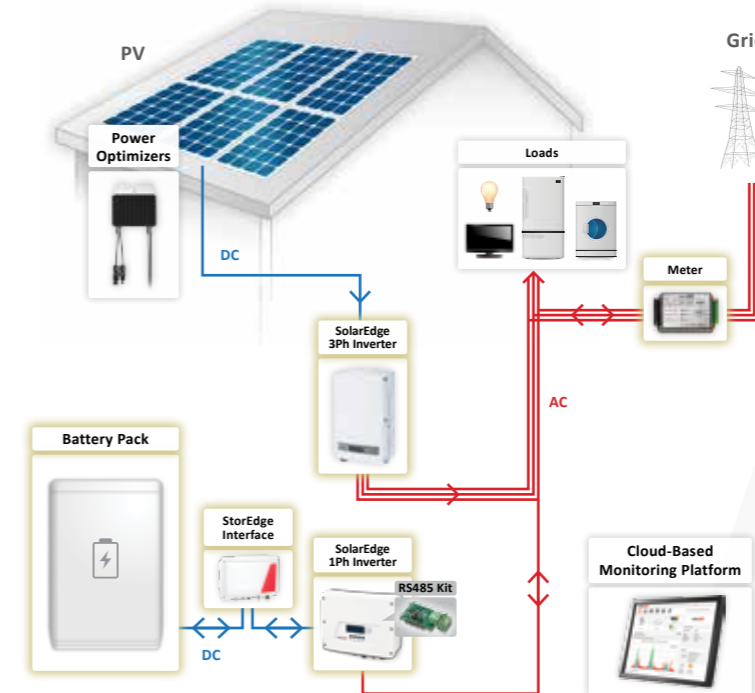 PV
Gri
Power
Optimizers
Loads
DC
Meter
SolarEdge
3Ph Inverter
AC
Battery Pack
StorEdge
Interface
SolarEdge
1Ph Inverter
RS485 Kit
Cloud-Based
Monitoring Platform
DC